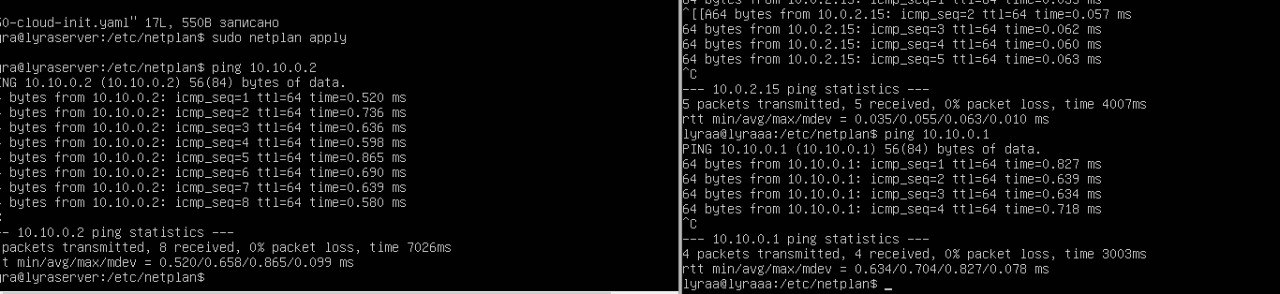 50-cloud-init.yaml" 17L, 550B записано
yra@lyraserver:/etc/netplan$ sudo netplan apply
yra@lyraserver:/etc/netplan$ ping 10.10.0.2
ING 10.10.0.2 (10.10.0.2) 56(84) bytes of data.
bytes from 10.10.0.2: icmp_seq=1 ttl=64 time=0.520 ms
bytes from 10.10.0.2: icmp_seq=2 ttl=64 time=0.736 ms
bytes from 10.10.0.2: icmp_seq=3 ttl=64 time=0.636 ms
bytes from 10.10.0.2: icmp_seq=4 ttl=64 time=0.598 ms
bytes from 10.10.0.2: icmp_seq=5 ttl=64 time=0.865 ms
bytes from 10.10.0.2: icmp_seq=6 ttl=64 time=0.690 ms
bytes from 10.10.0.2: icmp_seq=7 ttl=64 time=0.639 ms
bytes from 10.10.0.2: icmp_seq=8 ttl=64 time=0.580 ms
-- 10.10.0.2 ping statistics ---
packets transmitted, 8 received, 0% packet loss, time 7026ms
tt min/avg/max/mdev = 0.520/0.658/0.865/0.099 ms
yra@lyraserver:/etc/netplan$
64 bytes from 10.0.2.15: icmp_seq=1 ttl=64 time=0.035 ms
^[[A64 bytes from 10.0.2.15: icmp_seq=2 ttl=64 time=0.057 ms
64 bytes from 10.0.2.15: icmp_seq=3 ttl=64 time=0.062 ms
64 bytes from 10.0.2.15: icmp_seq=4 ttl=64 time=0.060 ms
64 bytes from 10.0.2.15: icmp_seq=5 ttl=64 time=0.063 ms
^C
--- 10.0.2.15 ping statistics ---
5 packets transmitted, 5 received, 0% packet loss, time 4007ms
rtt min/avg/max/mdev = 0.035/0.055/0.063/0.010 ms
lyraa@lyraaa:/etc/netplan$ ping 10.10.0.1
PING 10.10.0.1 (10.10.0.1) 56(84) bytes of data.
64 bytes from 10.10.0.1: icmp_seq=1 ttl=64 time=0.827 ms
64 bytes from 10.10.0.1: icmp_seq=2 ttl=64 time=0.639 ms
64 bytes from 10.10.0.1: icmp_seq=3 ttl=64 time=0.634 ms
64 bytes from 10.10.0.1: icmp_seq=4 ttl=64 time=0.718 ms
^C
--- 10.10.0.1 ping statistics ---
4 packets transmitted, 4 received, 0% packet loss, time 3003ms
rtt min/avg/max/mdev = 0.634/0.704/0.827/0.078 ms
lyraa@lyraaa:/etc/netplan$ _